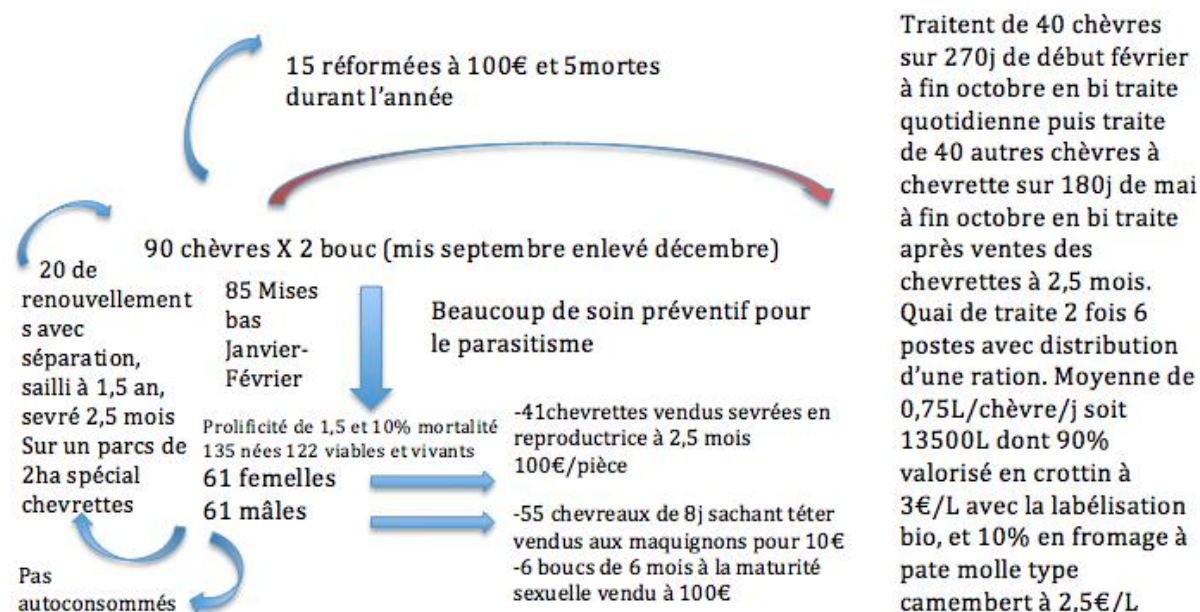 15 réformées à 100€ et 5mortes
durant l'année
90 chèvres X 2 bouc (mis septembre enlevé décembre)
20 de
renouvellement
s avec
séparation,
sailli à 1,5 an,
sevré 2,5 mois
Sur un parcs de
2ha spécial
chevrettes
85 Mises
bas
Janvier-
Février
Beaucoup de soin préventif pour
le parasitisme
Prolificité de 1,5 et 10% mortalité
135 nées 122 viables et vivants
61 femelles
61 mâles
-41chevrettes vendus sevrées en
reproductrice à 2,5 mois
100€/pièce
-55 chevreaux de 8j sachant téter
vendus aux maquignons pour 10€
-6 boucs de 6 mois à la maturité
sexuelle vendu à 100€
Pas
autoconsommés
Traitent de 40 chèvres
sur 270j de début février
à fin octobre en bi traite
quotidienne puis traite
de 40 autres chèvres à
chevrette sur 180j de mai
à fin octobre en bi traite
après ventes des
chevrettes à 2,5 mois.
Quai de traite 2 fois 6
postes avec distribution
d'une ration. Moyenne de
0,75L/chèvre/j soit
13500L dont 90%
valorisé en crottin à
3€/L avec la labélisation
bio, et 10% en fromage à
pate molle type
camembert à 2,5€/L